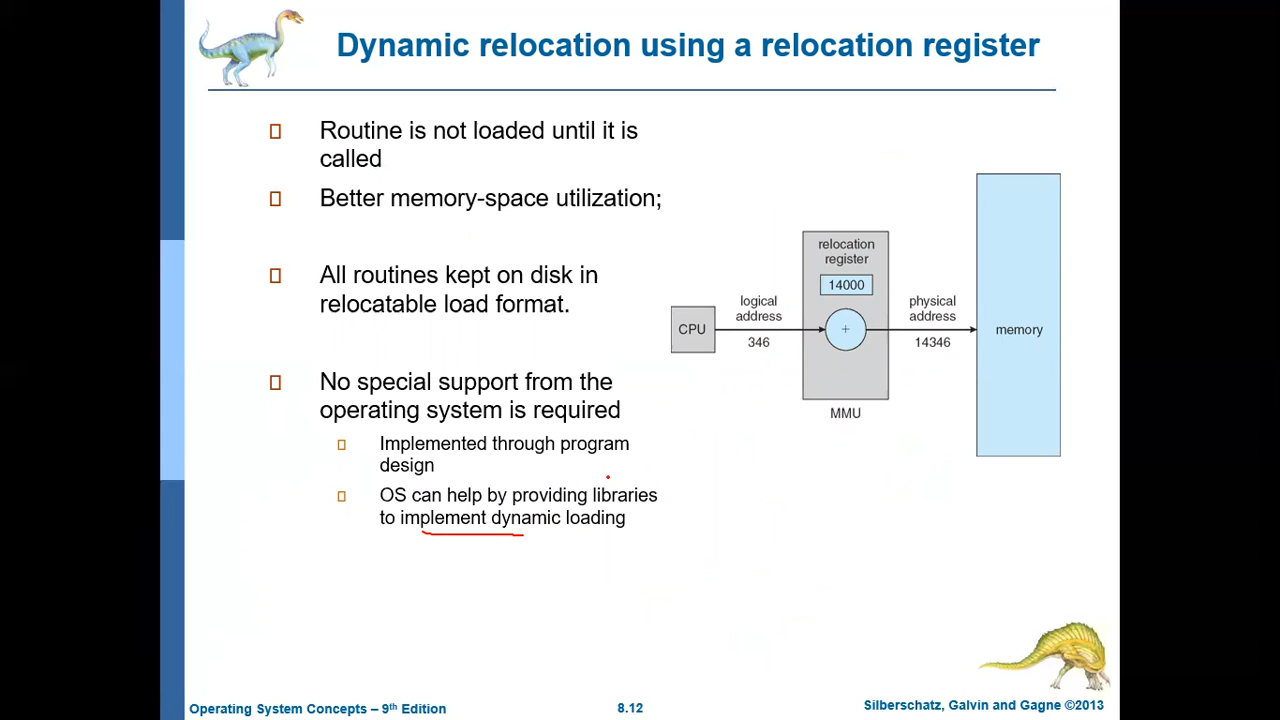 Dynamic relocation using a relocation register
Routine is not loaded until it is
called
Better memory-space utilization;
All routines kept on disk in
relocatable load format.
No special support from the
operating system is required
Implemented through program
design
OS can help by providing libraries
to implement dynamic loading
relocation
register
14000
logical
address
physical
address
CPU
+
memory
346
14346
MMU
Operating System Concepts – 9th Edition
8.12
Silberschatz, Galvin and Gagne ©2013